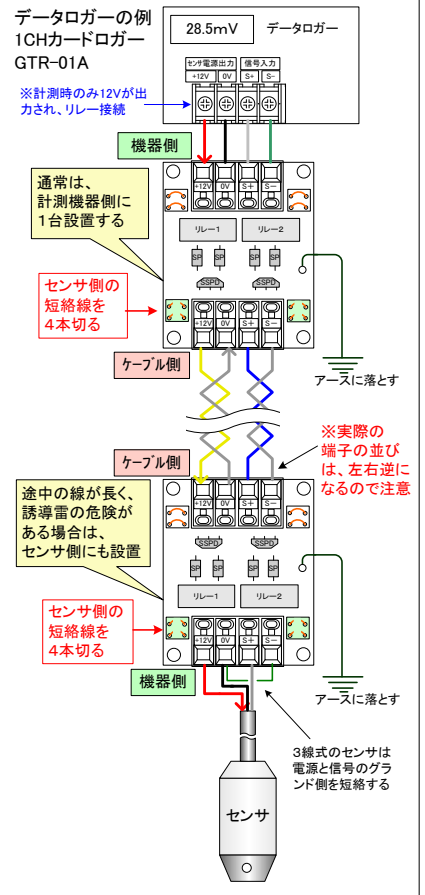 データロガーの例
1CHカードロガー
GTR-01A
28.5mV
データロガー
センサ電源出力
信号入力
+12V
0V
S+
S-
※計測時のみ12Vが出
力され、リレー接続
機器側
+12V
0V
S+
S-
通常は、
計測機器側に
1台設置する
リレー1
リレー2
SP
SP
SP
SP
SSPD
SSPD
センサ側の
短絡線を
4本切る
+12V
0V
S+
S-
ケーブル側
アースに落とす
※実際の
端子の並び
は、左右逆に
なるので注意
ケーブル側
+12V
0V
S+
S-
途中の線が長く、
誘導雷の危険が
ある場合は、
センサ側にも設置
SSPD
SSPD
SP
SP
SP
SP
リレー1
リレー2
センサ側の
短絡線を
4本切る
+12V
0V
S+
S-
機器側
アースに落とす
3線式のセンサは
電源と信号のグラ
ンド側を短絡する
センサ